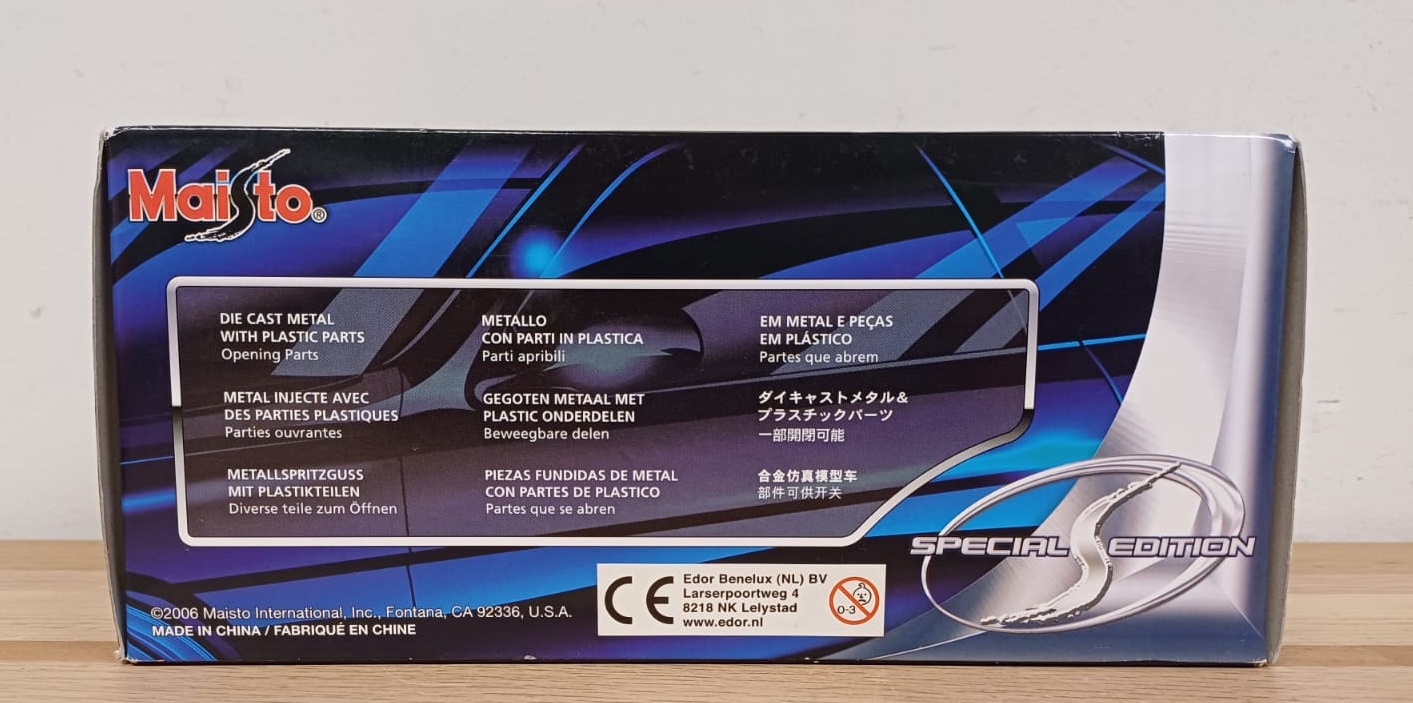 Maisto®
DIE CAST METAL
WITH PLASTIC PARTS
Opening Parts
METAL INJECTE AVEC
DES PARTIES PLASTIQUES
Parties ouvrantes
METALLSPRITZGUSS
MIT PLASTIKTEILEN
Diverse teile zum Öffnen
METALLO
CON PARTI IN PLASTICA
Parti apribili
GEGOTEN METAAL MET
PLASTIC ONDERDELEN
Beweegbare delen
PIEZAS FUNDIDAS DE METAL
CON PARTES DE PLASTICO
Partes que se abren
EM METAL E PEÇAS
EM PLÁSTICO
Partes que abrem
ダイキャストメタル&
プラスチックパーツ
一部開閉可能
合金仿真模型车
部件可供开关
SPECIAL EDITION
©2006 Maisto International, Inc., Fontana, CA 92336, U.S.A.
MADE IN CHINA / FABRIQUÉ EN CHINE
CE
Edor Benelux (NL) BV
Larserpoortweg 4
8218 NK Lelystad
www.edor.nl
0-3